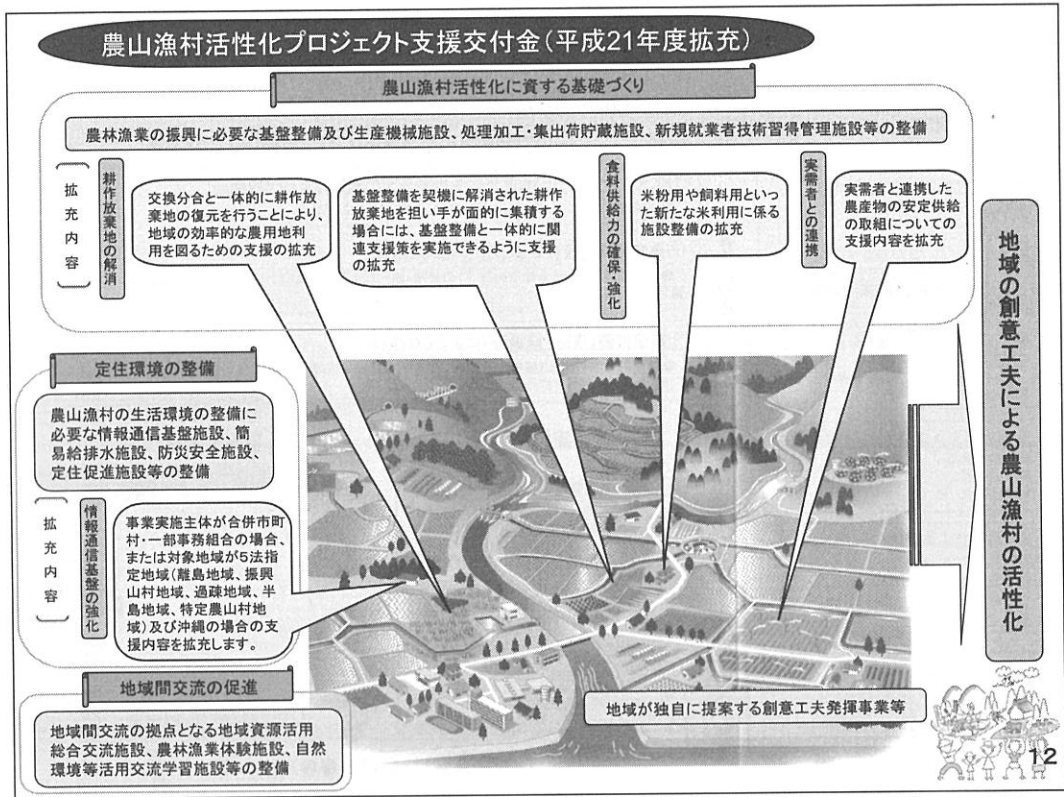 農山漁村活性化プロジェクト支援交付金(平成21年度拡充)
農山漁村活性化に資する基礎づくり
農林漁業の振興に必要な基盤整備及び生産機械施設、処理加工・集出荷貯蔵施設、新規就業者技術習得管理施設等の整備
拡充内容
耕作放棄地の解消
交換分合と一体的に耕作放
棄地の復元を行うことにより、
地域の効率的な農用地利
用を図るための支援の拡充
基盤整備を契機に解消された耕作
放棄地を担い手が面的に集積する
場合には、基盤整備と一体的に関
連支援策を実施できるように支援
の拡充
食料供給力の確保・強化
米粉用や飼料用といっ
た新たな米利用に係る
施設整備の拡充
実需者との連携
実需者と連携した
農産物の安定供給
の取組についての
支援内容を拡充
地域の創意工夫による農山漁村の活性化
定住環境の整備
農山漁村の生活環境の整備に
必要な情報通信基盤施設、簡
易給排水施設、防災安全施設、
定住促進施設等の整備
拡充内容
情報通信基盤の強化
事業実施主体が合併市町
村・一部事務組合の場合、
または対象地域が5法指
定地域(離島地域、振興
山村地域、過疎地域、半
島地域、特定農山村地
域)及び沖縄の場合の支
援内容を拡充します。
地域間交流の促進
地域間交流の拠点となる地域資源活用
総合交流施設、農林漁業体験施設、自然
環境等活用交流学習施設等の整備
地域が独自に提案する創意工夫発揮事業等
12